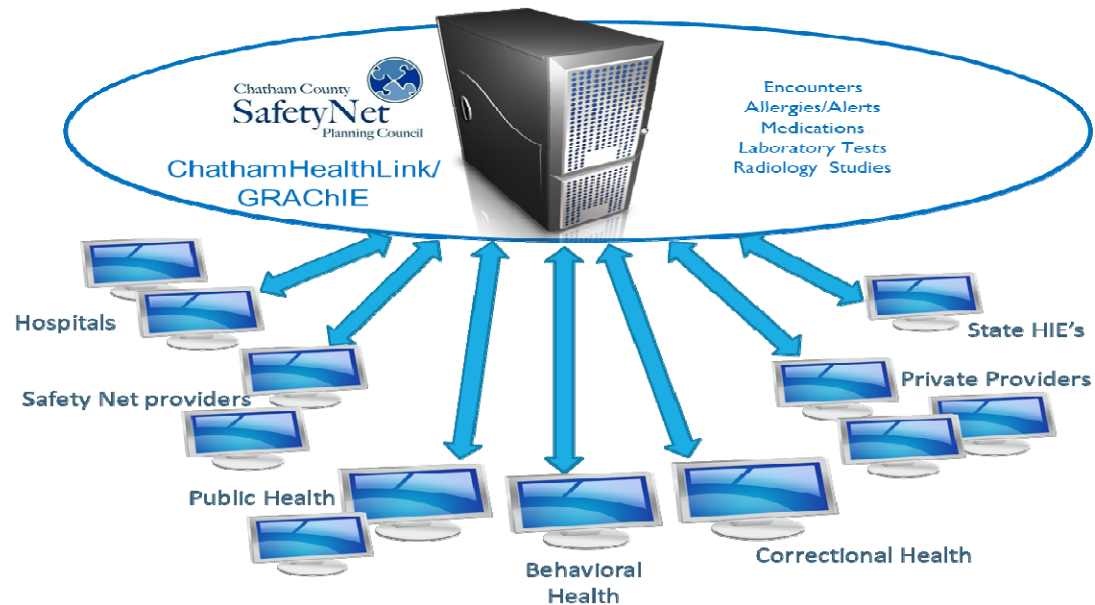 Chatham County
SafetyNet
Planning Council
ChathamHealthLink/
GRAChIE
Encounters
Allergies/Alerts
Medications
Laboratory Tests
Radiology Studies
Hospitals
State HIE's
Safety Net providers
Private Providers
Public Health
Behavioral
Health
Correctional Health